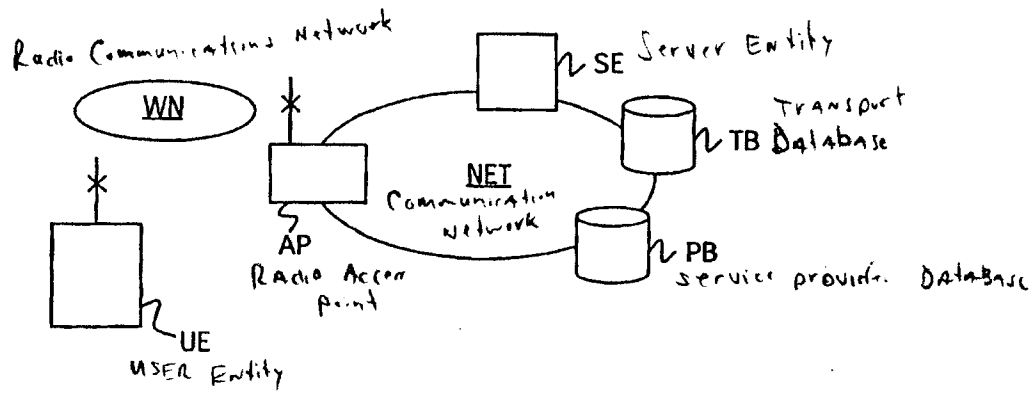 Radio Communications Network
WN
SE Server Entity
Transport
TB Database
NET
Communication
Network
AP
Radio Access
point
PB
Service provider Database
UE
USER Entity